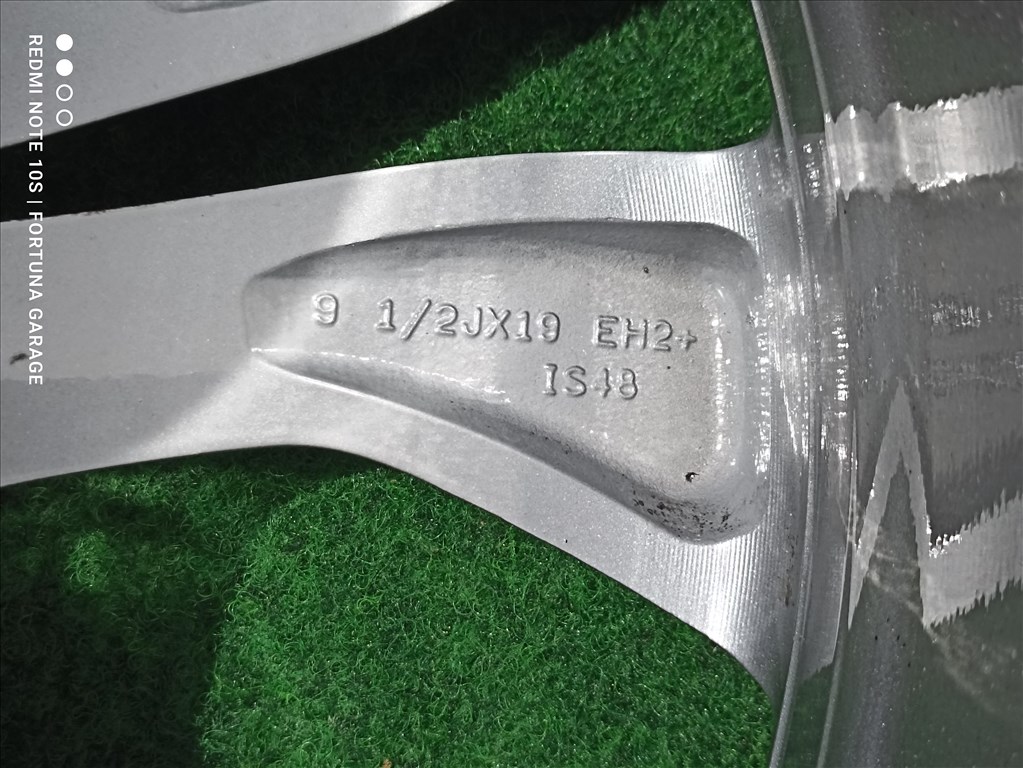 9 1/2JX19 EH2+
IS48
REDMI NOTE 10S | FORTUNA GARAGE